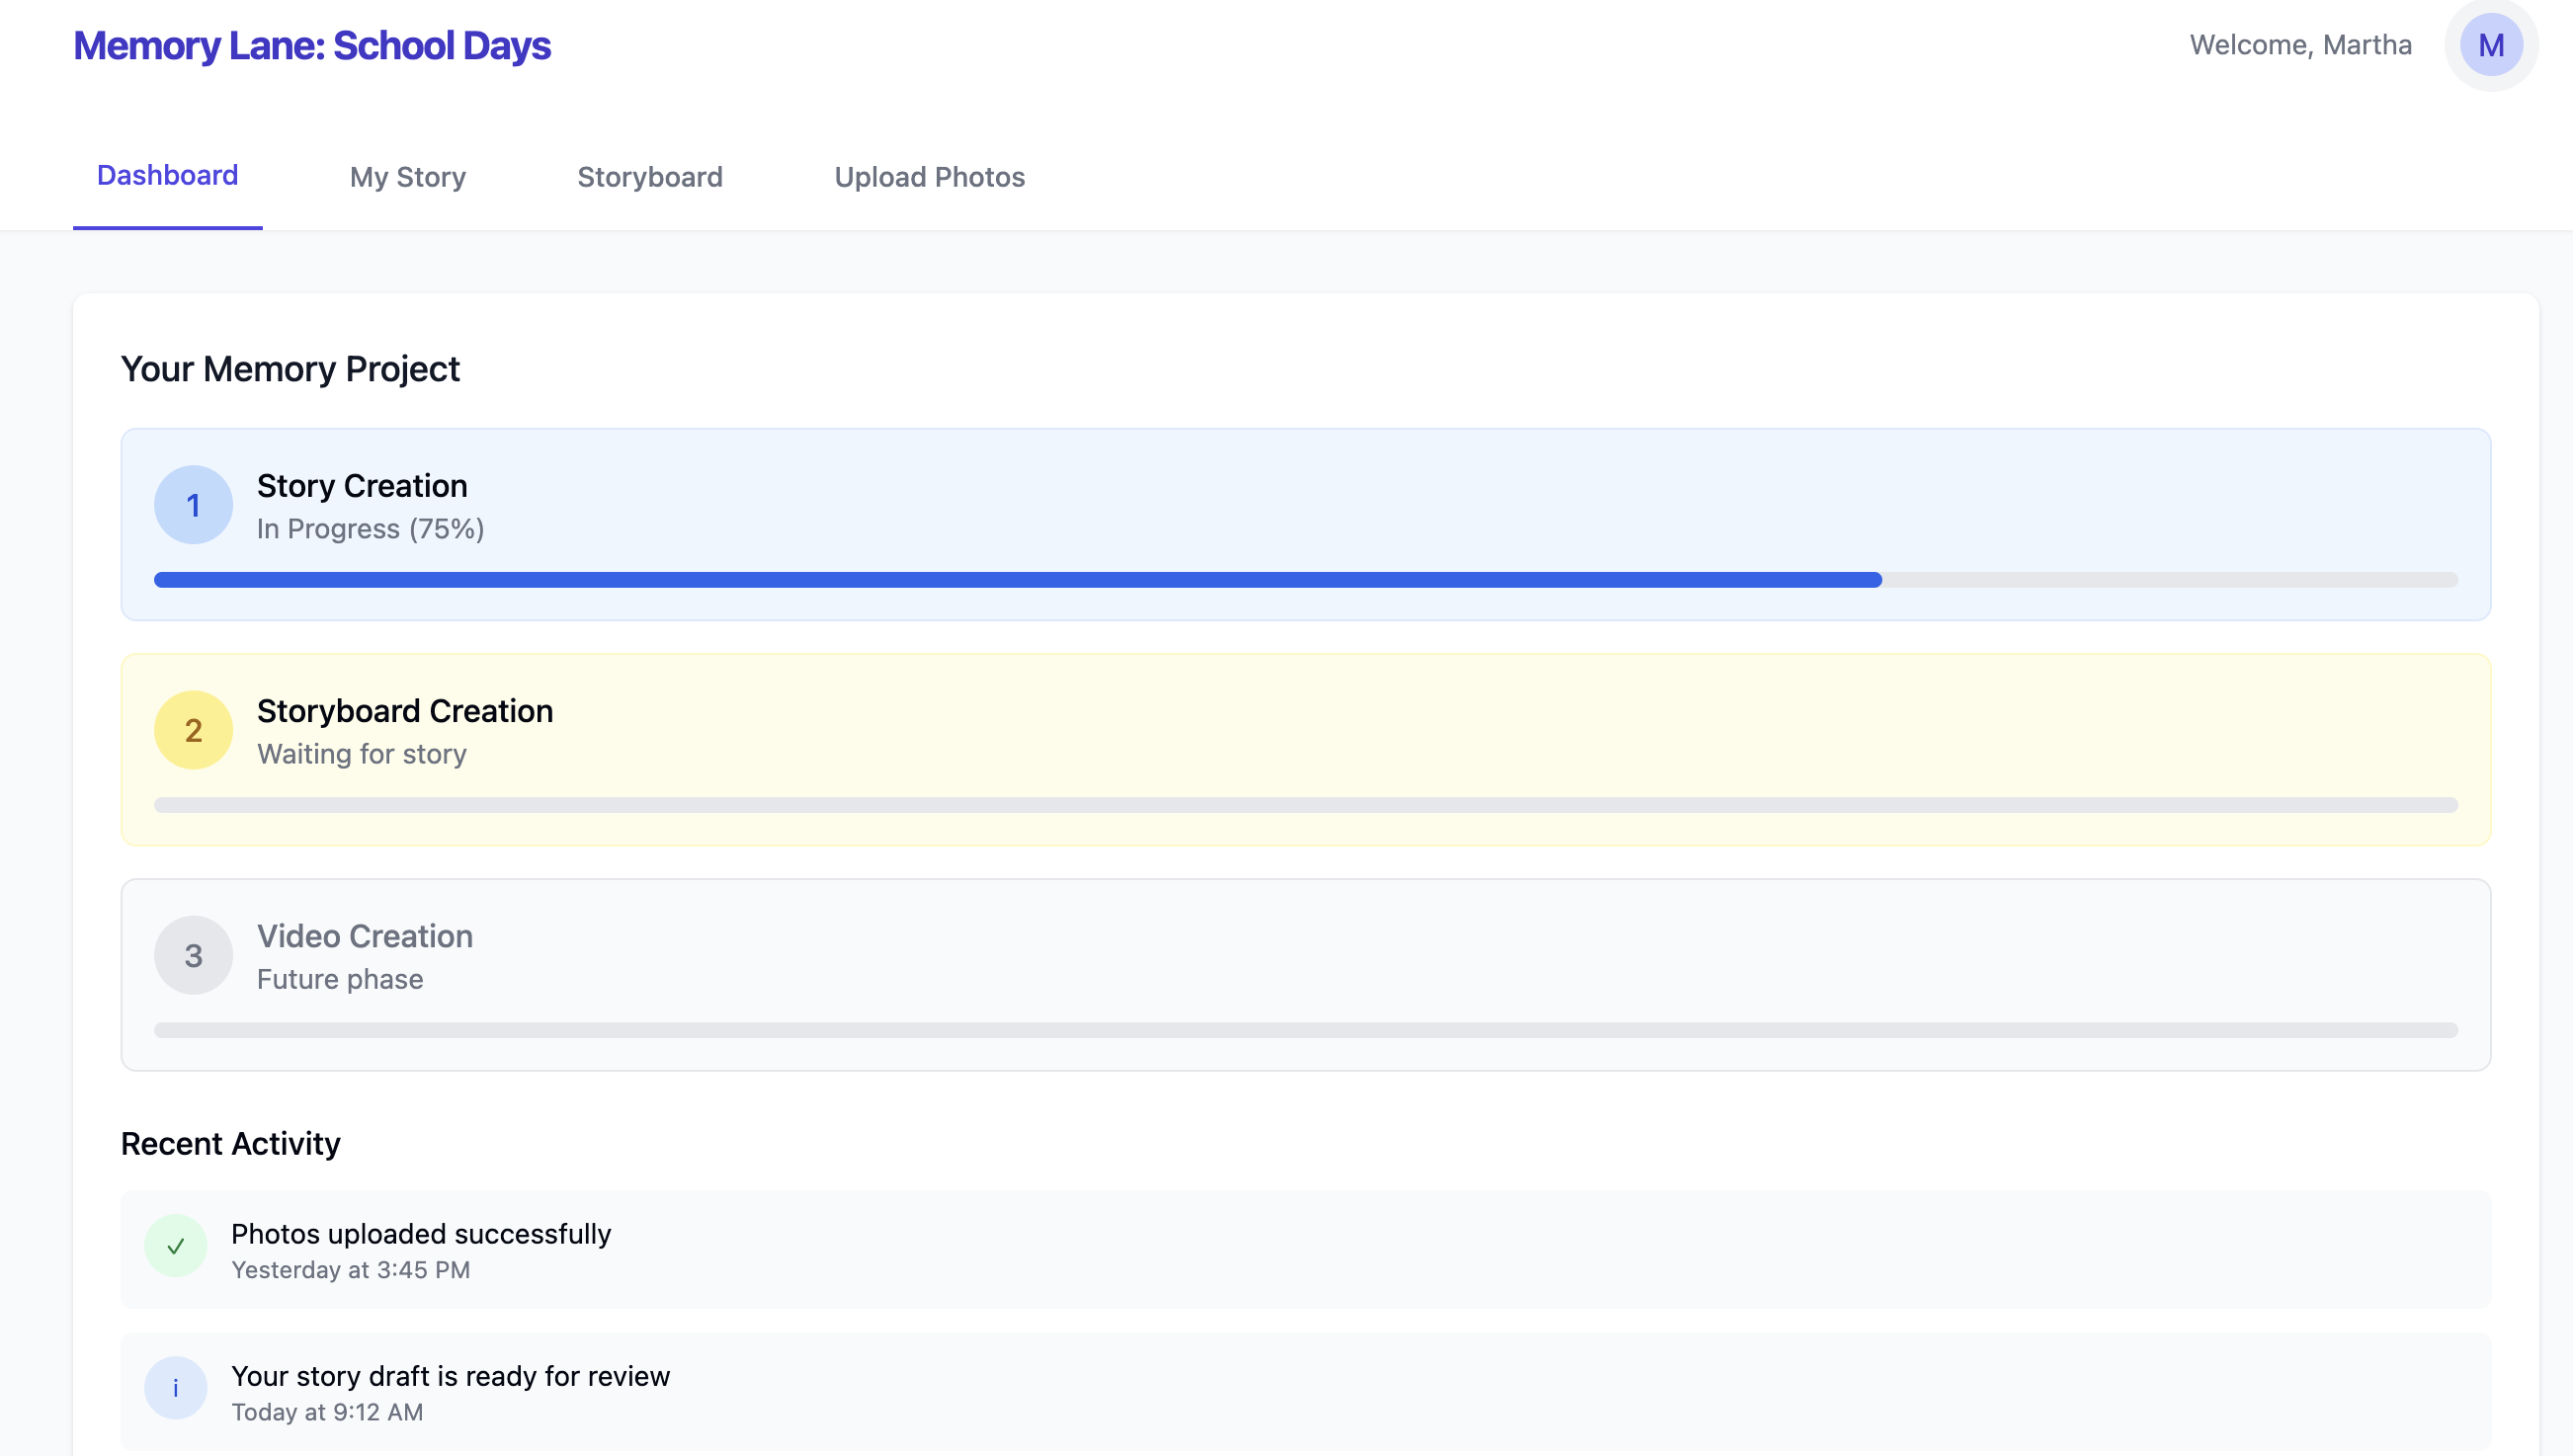 Memory Lane: School Days
Welcome, Martha
M
Dashboard
My Story
Storyboard
Upload Photos
Your Memory Project
1
Story Creation
In Progress (75%)
2
Storyboard Creation
Waiting for story
3
Video Creation
Future phase
Recent Activity
✓
Photos uploaded successfully
Yesterday at 3:45 PM
i
Your story draft is ready for review
Today at 9:12 AM